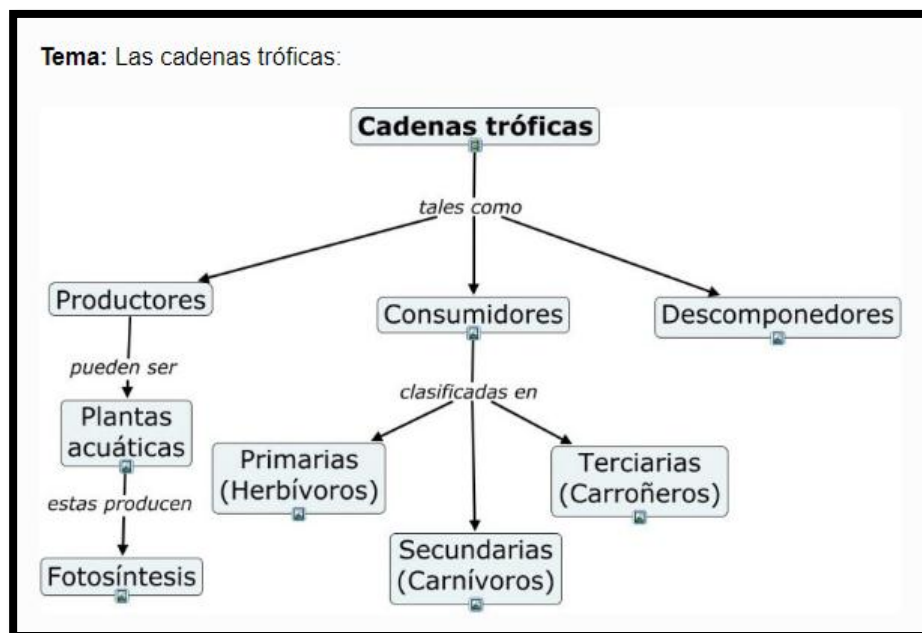 Tema: Las cadenas tróficas:
Cadenas tróficas
tales como
Productores
Consumidores
Descomponedores
pueden ser
clasificadas en
Plantas
acuáticas
Primarias
(Herbívoros)
Terciarias
(Carroñeros)
estas producen
Secundarias
(Carnívoros)
Fotosíntesis